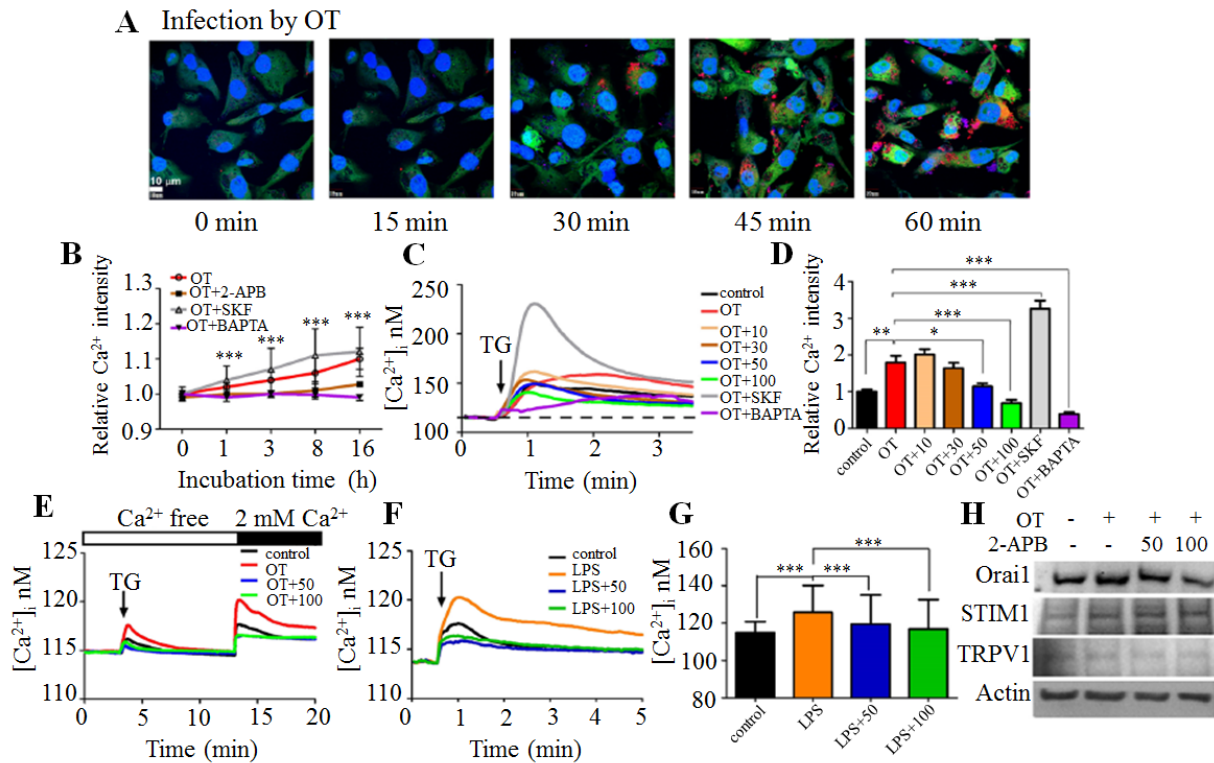 A Infection by OT
10 μm
0 min 15 min 30 min 45 min 60 min
B
Relative Ca²⁺ intensity
1.3
1.2
1.1
1.0
0.9
OT
OT+2-APB
OT+SKF
OT+BAPTA
*** *** *** ***
0 1 3 8 16
Incubation time (h)
C
[Ca²⁺]i nM
250
200
150
100
TG
0 1 2 3
Time (min)
control
OT
OT+10
OT+30
OT+50
OT+100
OT+SKF
OT+BAPTA
D
Relative Ca²⁺ intensity
4
3
2
1
0
***
***
***
** *
control OT OT+10 OT+30 OT+50 OT+100 OT+SKF OT+BAPTA
E
Ca²⁺ free 2 mM Ca²⁺
[Ca²⁺]i nM
125
120
115
110
TG
control
OT
OT+50
OT+100
0 5 10 15 20
Time (min)
F
[Ca²⁺]i nM
125
120
115
110
TG
control
LPS
LPS+50
LPS+100
0 1 2 3 4 5
Time (min)
G
[Ca²⁺]i nM
160
140
120
100
80
***
*** ***
control LPS LPS+50 LPS+100
H
OT - + + +
2-APB - - 50 100
Orai1
STIM1
TRPV1
Actin